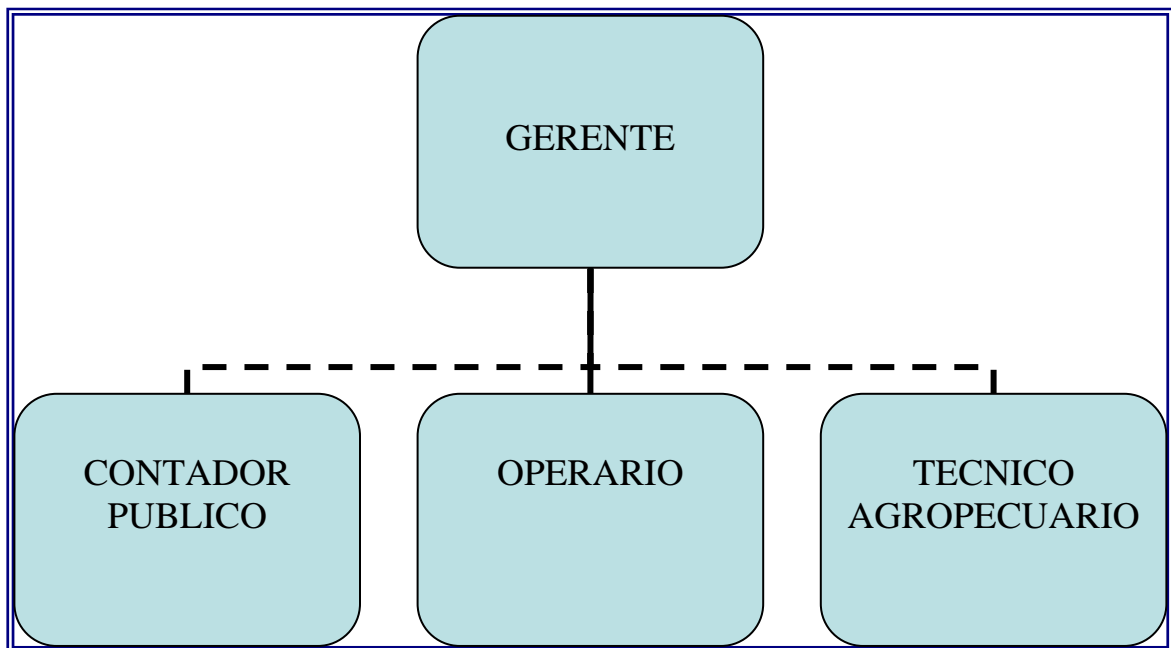 GERENTE
CONTADOR
PUBLICO
OPERARIO
TECNICO
AGROPECUARIO